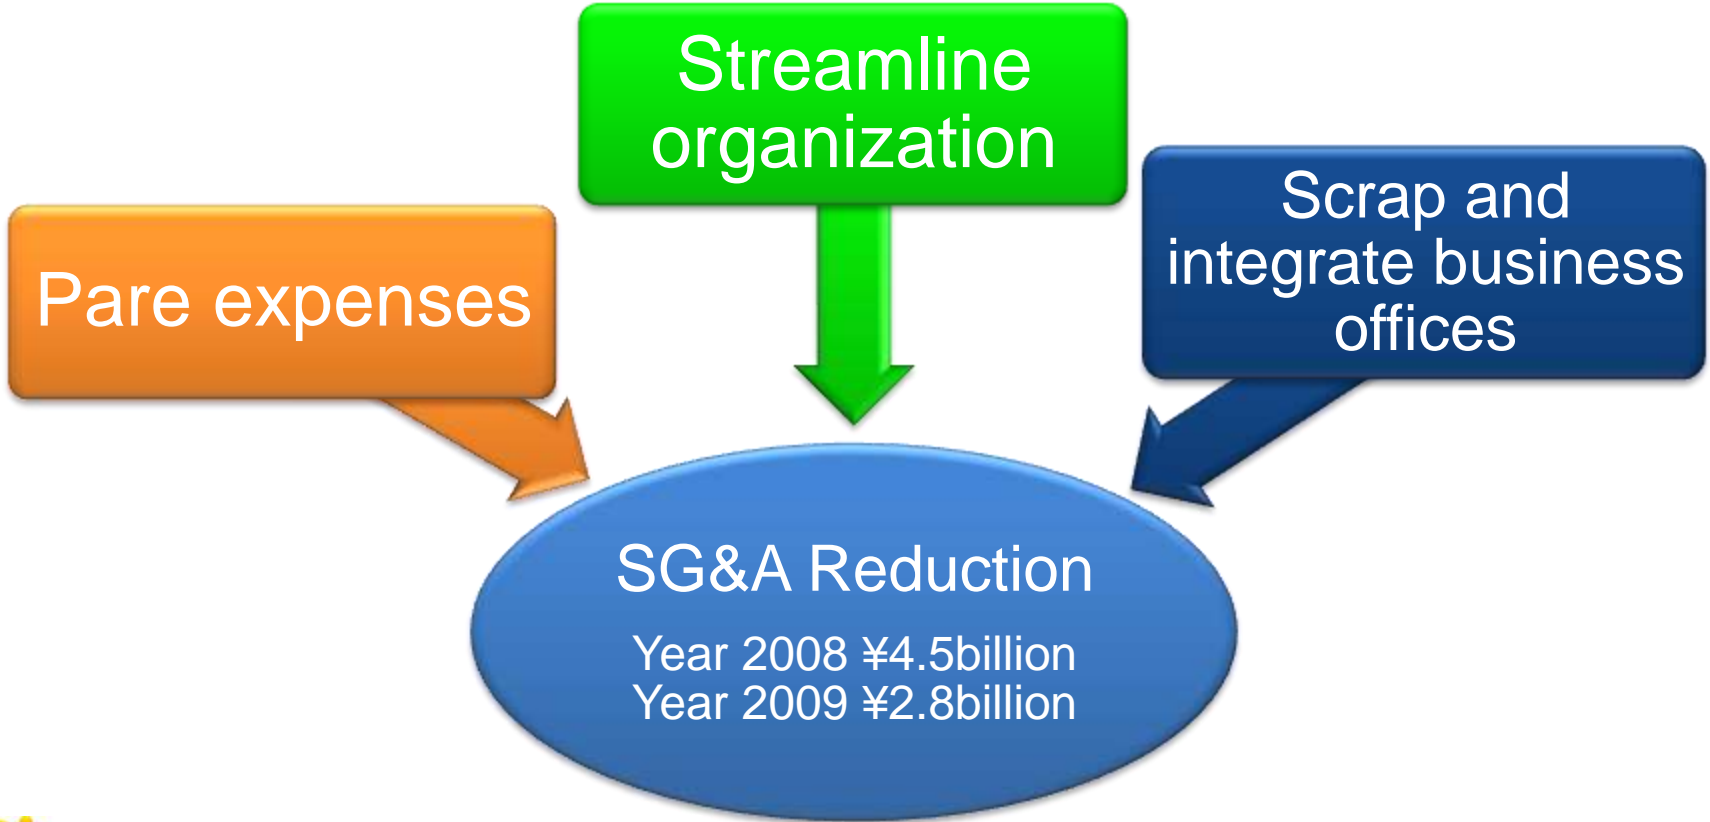 Streamline
organization
Pare expenses
Scrap and
integrate business
offices
SG&A Reduction
Year 2008 ¥4.5billion
Year 2009 ¥2.8billion